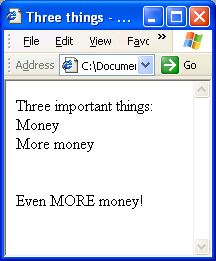 Three things - ...
File Edit View Favc »
Address C:\Documer Go
Three important things:
Money
More money
Even MORE money!